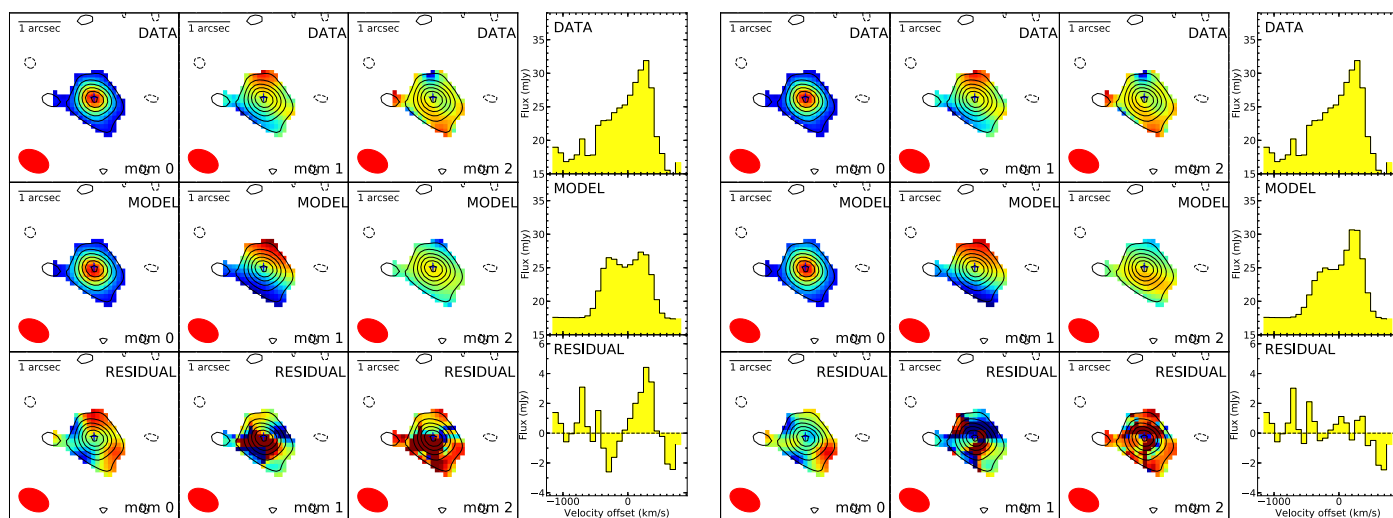 1 arcsec DATA
1 arcsec DATA
1 arcsec DATA
DATA
1 arcsec DATA
1 arcsec DATA
1 arcsec DATA
DATA
mom 0
mom 1
mom 2
mom 0
mom 1
mom 2
35
30
25
20
15
Flux (mJy)
35
30
25
20
15
Flux (mJy)
1 arcsec MODEL
1 arcsec MODEL
1 arcsec MODEL
MODEL
1 arcsec MODEL
1 arcsec MODEL
1 arcsec MODEL
MODEL
mom 0
mom 1
mom 2
mom 0
mom 1
mom 2
35
30
25
20
15
Flux (mJy)
35
30
25
20
15
Flux (mJy)
1 arcsec RESIDUAL
1 arcsec RESIDUAL
1 arcsec RESIDUAL
RESIDUAL
1 arcsec RESIDUAL
1 arcsec RESIDUAL
1 arcsec RESIDUAL
RESIDUAL
mom 0
mom 1
mom 2
mom 0
mom 1
mom 2
6
4
2
0
−2
−4
Flux (mJy)
6
4
2
0
−2
−4
Flux (mJy)
−1000 0
Velocity offset (km/s)
−1000 0
Velocity offset (km/s)